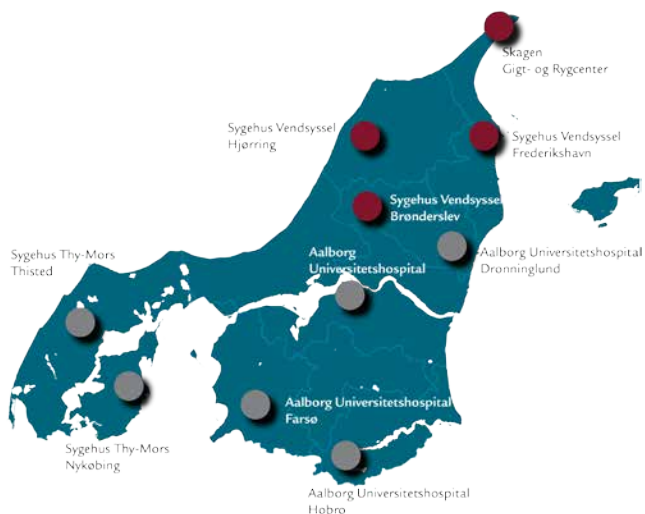 Skagen
Gigt- og Rygcenter
Sygehus Vendsyssel
Hjørring
Sygehus Vendsyssel
Frederikshavn
Sygehus Vendsyssel
Brønderslev
Sygehus Thy-Mors
Thisted
Aalborg
Universitetshospital
Aalborg Universitetshospital
Dronninglund
Aalborg Universitetshospital
Farsø
Sygehus Thy-Mors
Nykøbing
Aalborg Universitetshospital
Hobro